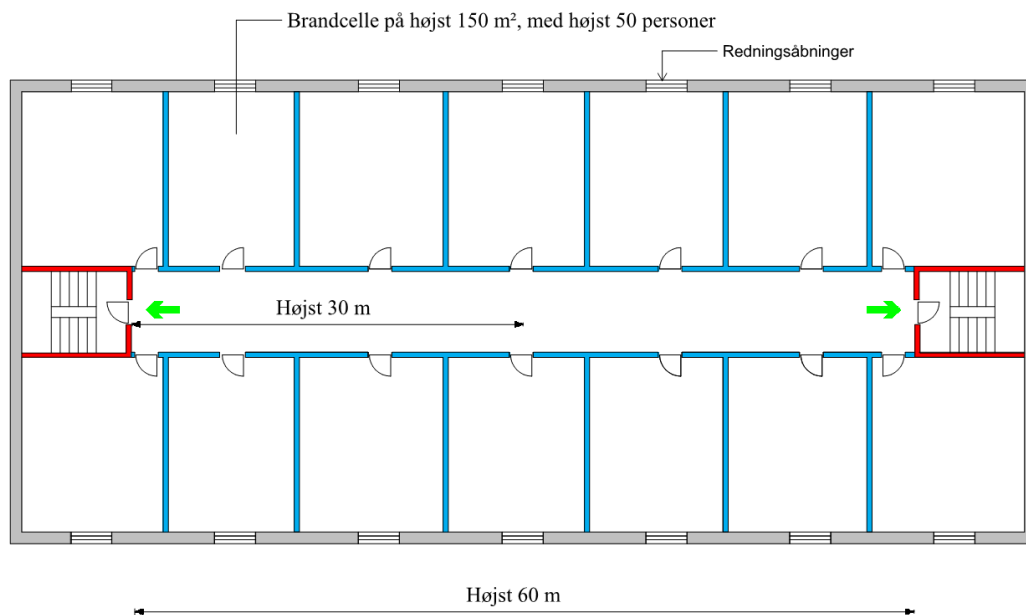 Brandcelle på højst 150 m², med højst 50 personer
Redningsåbninger
Højst 30 m
Højst 60 m